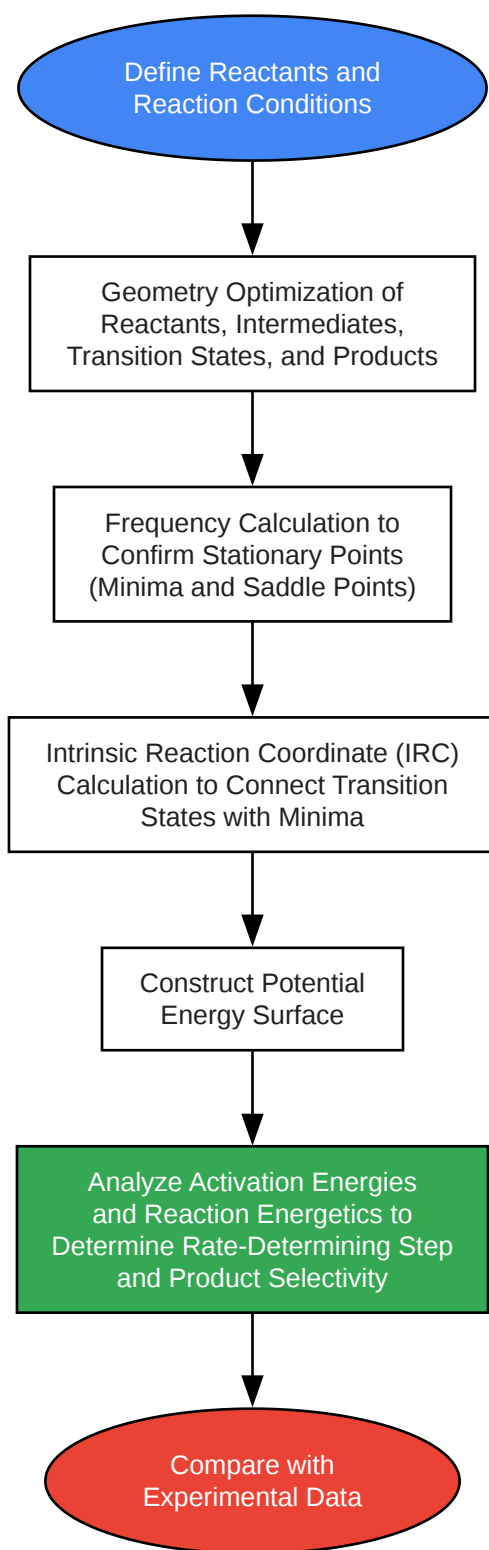 Define Reactants and
Reaction Conditions
Geometry Optimization of
Reactants, Intermediates,
Transition States, and Products
Frequency Calculation to
Confirm Stationary Points
(Minima and Saddle Points)
Intrinsic Reaction Coordinate (IRC)
Calculation to Connect Transition
States with Minima
Construct Potential
Energy Surface
Analyze Activation Energies
and Reaction Energetics to
Determine Rate-Determining Step
and Product Selectivity
Compare with
Experimental Data